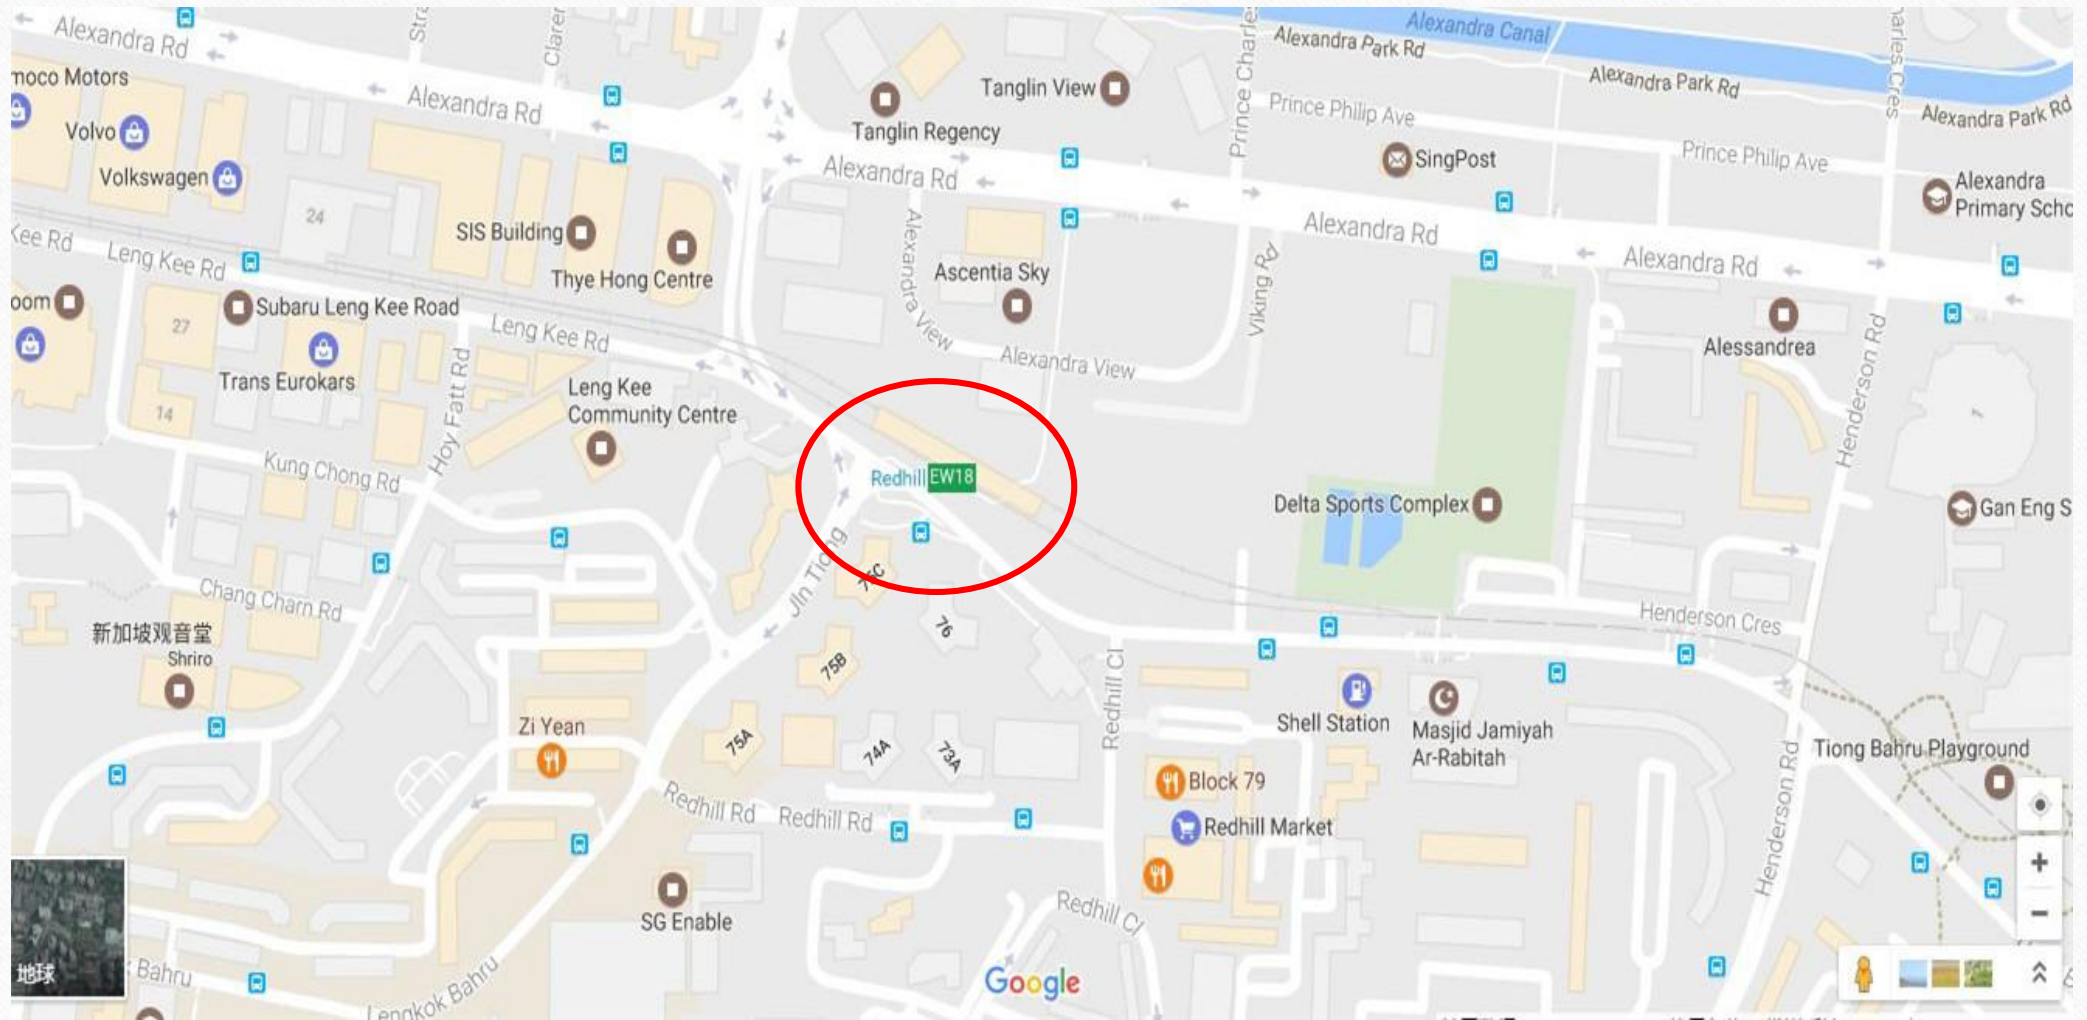 Alexandra Rd
Alexandra Canal
Alexandra Park Rd
Alexandra Park Rd
Alexandra Park Rd
moco Motors
Volvo
Volkswagen
Alexandra Rd
Tanglin View
Tanglin Regency
Prince Charle
Prince Philip Ave
Prince Philip Ave
SingPost
harles Cres
Alexandra
Primary Scho
Stra
Clarer
24
SIS Building
Thye Hong Centre
Alexandra Rd
Alexandra Rd
Alexandra Rd
Kee Rd
Leng Kee Rd
oom
27
Subaru Leng Kee Road
Trans Eurokars
14
Leng Kee Rd
Hoy Fatt Rd
Leng Kee
Community Centre
Alexandra View
Ascentia Sky
Alexandra View
Viking Rd
Alessandrea
Henderson Rd
7
Kung Chong Rd
Redhill
EW18
Delta Sports Complex
Gan Eng S
Chang Charn Rd
新加坡观音堂
Shriro
Jln Tiong
75C
76
75B
75A
74A
73A
Redhill Cl
Henderson Cres
Shell Station
Masjid Jamiyah
Ar-Rabitah
Henderson Rd
Tiong Bahru Playground
Zi Yean
Redhill Rd
Redhill Rd
Block 79
Redhill Market
SG Enable
Redhill Cl
Lengkok Bahru
Bahru
地球
Google